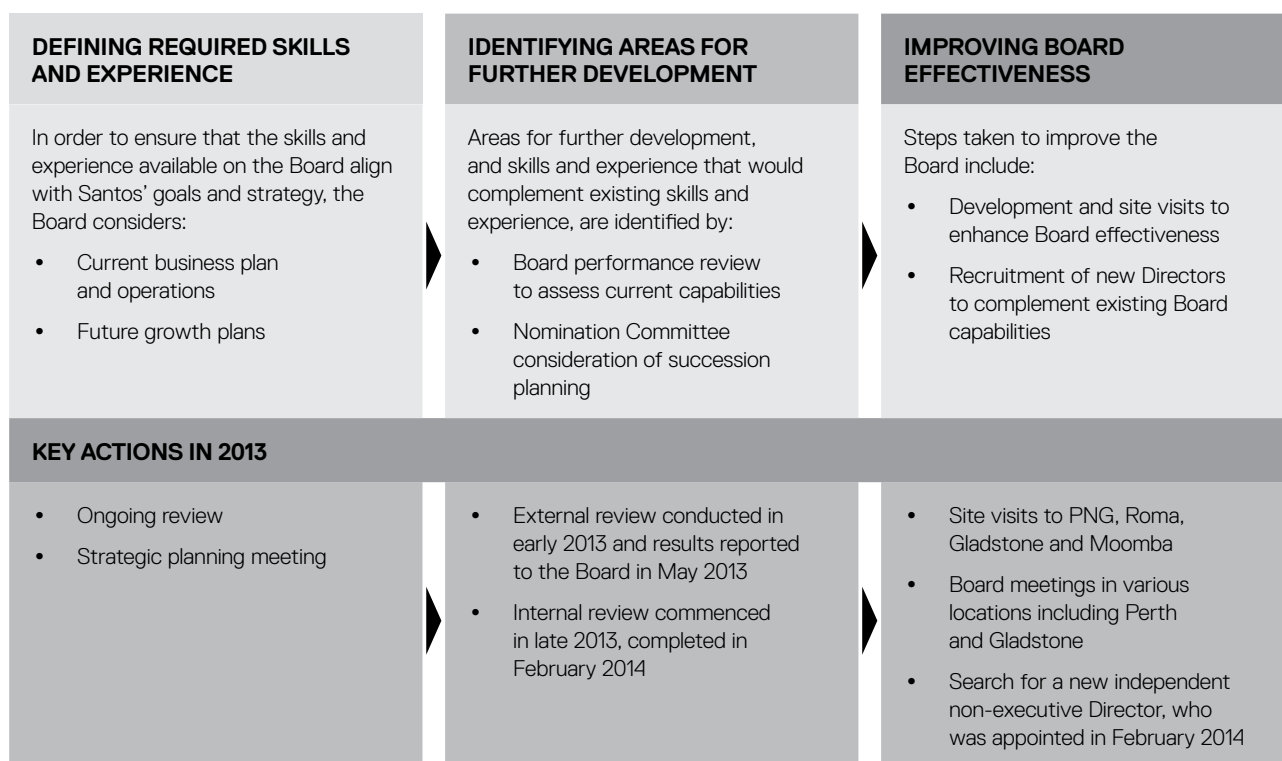 DEFINING REQUIRED SKILLS
AND EXPERIENCE
In order to ensure that the skills and
experience available on the Board align
with Santos’ goals and strategy, the
Board considers:
• Current business plan
and operations
• Future growth plans
IDENTIFYING AREAS FOR
FURTHER DEVELOPMENT
Areas for further development,
and skills and experience that would
complement existing skills and
experience, are identified by:
• Board performance review
to assess current capabilities
• Nomination Committee
consideration of succession
planning
IMPROVING BOARD
EFFECTIVENESS
Steps taken to improve the
Board include:
• Development and site visits to
enhance Board effectiveness
• Recruitment of new Directors
to complement existing Board
capabilities
KEY ACTIONS IN 2013
• Ongoing review
• Strategic planning meeting
• External review conducted in
early 2013 and results reported
to the Board in May 2013
• Internal review commenced
in late 2013, completed in
February 2014
• Site visits to PNG, Roma,
Gladstone and Moomba
• Board meetings in various
locations including Perth
and Gladstone
• Search for a new independent
non-executive Director, who
was appointed in February 2014